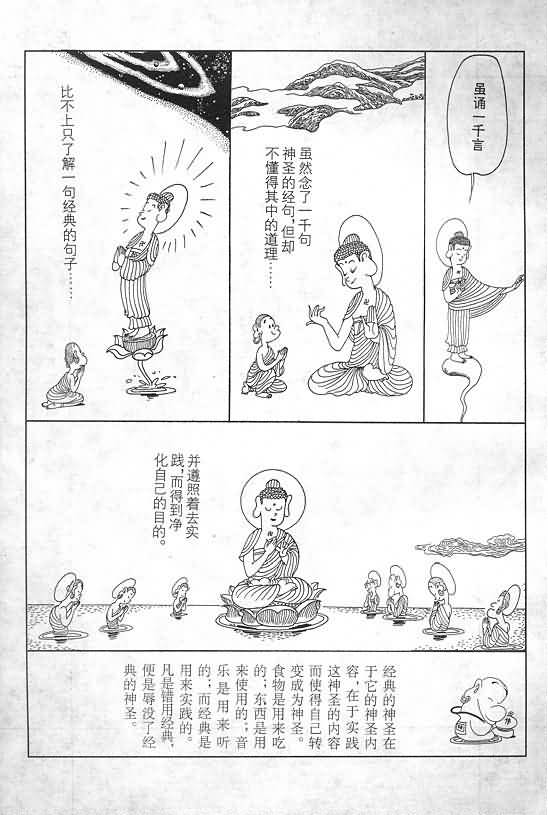 虽诵一千言
虽然念了一千句
神圣的经句，但却
不懂得其中的道理……
比不上只了解一句经典的句子……
并遵照着去实
践，而得到净
化自己的目的。
经典的神圣在
于它的神圣内
容，在于实践
这神圣的内容
而使得自己转
变成为神圣。
食物是用来吃
的；东西是用
来使用的；音
乐是用来听
的；而经典是
用来实践的。
凡是错用经典，
便是辱没了经
典的神圣。